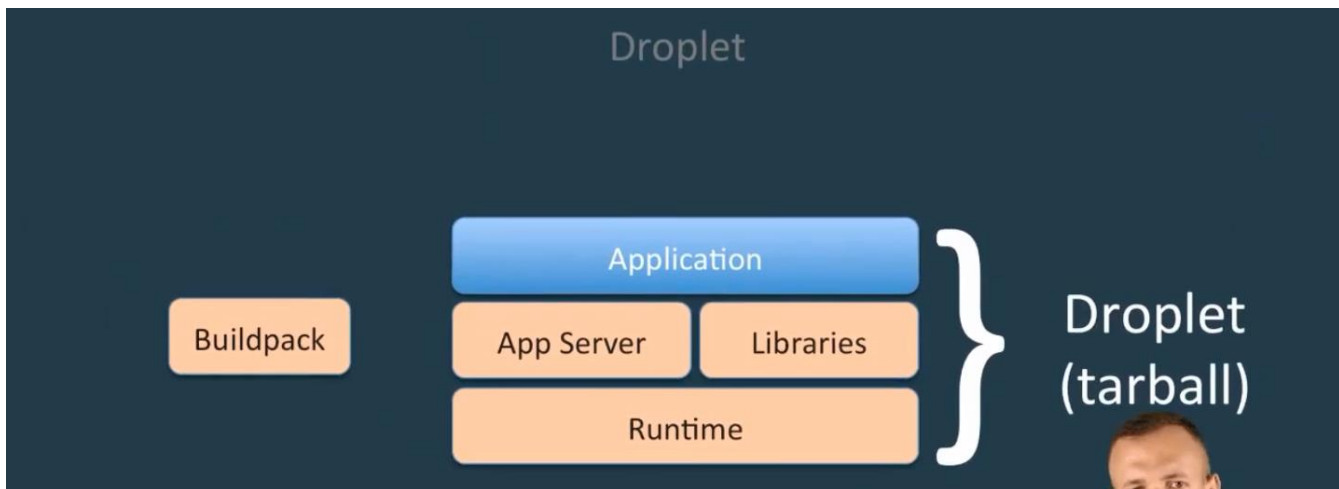 Droplet
Application
Buildpack
App Server
Libraries
Droplet
(tarball)
Runtime